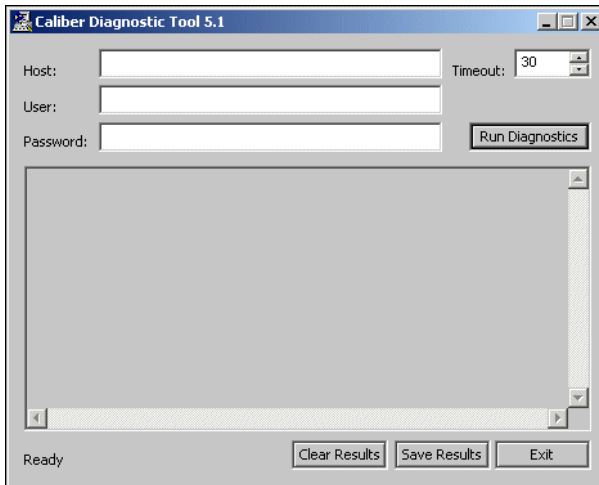 Caliber Diagnostic Tool 5.1
Host:
Timeout: 30
User:
Password:
Run Diagnostics
Ready
Clear Results
Save Results
Exit